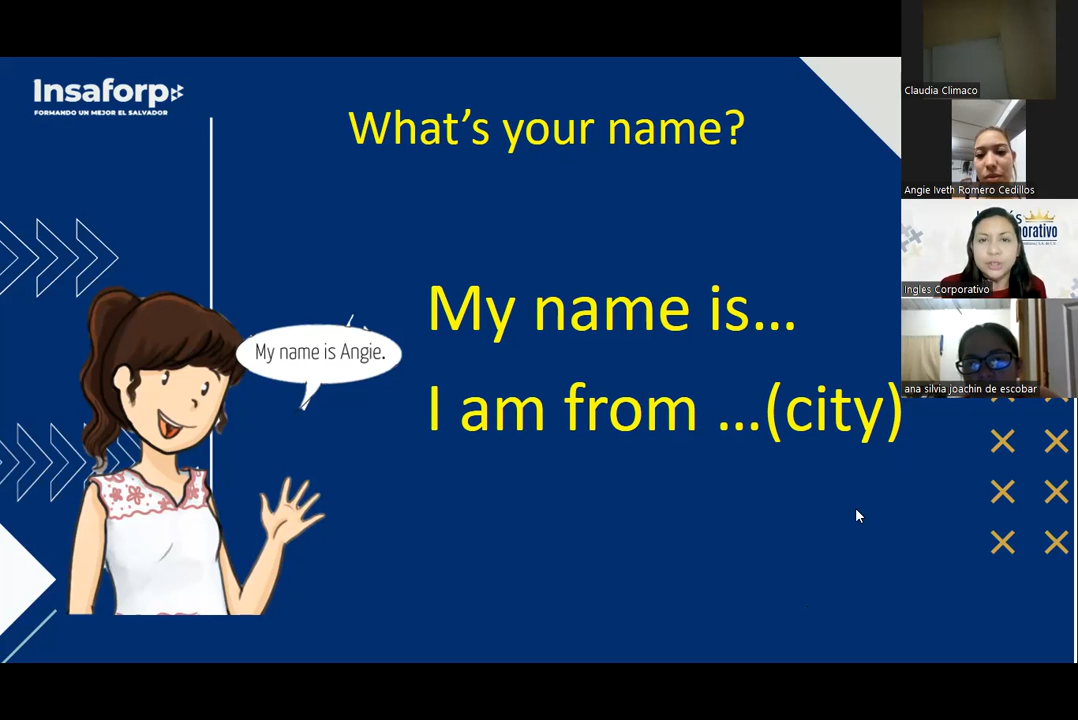 Insaforp
FORMANDO UN MEJOR EL SALVADOR
What's your name?
My name is Angie.
My name is...
I am from ...(city)
Claudia Climaco
Angie Iveth Romero Cedillos
orativo
Ingles Corporativo
ana silvia joachin de escobar